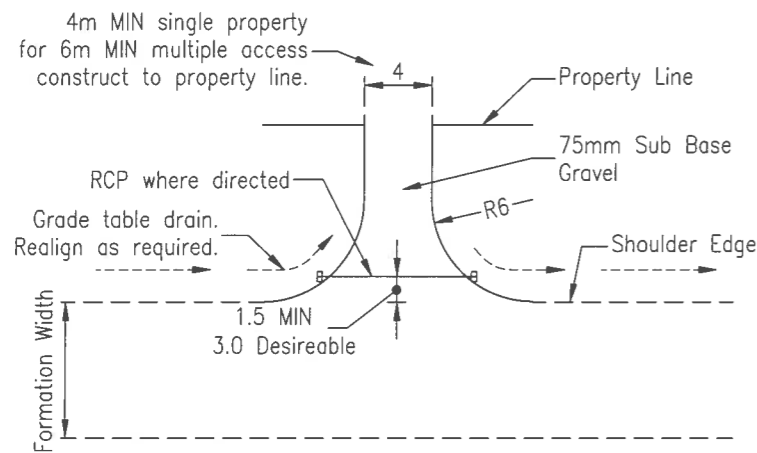 4m MIN single property
for 6m MIN multiple access
construct to property line.
4
Property Line
75mm Sub Base
Gravel
RCP where directed
R6
Grade table drain.
Realign as required.
Shoulder Edge
1.5 MIN
3.0 Desireable
Formation Width